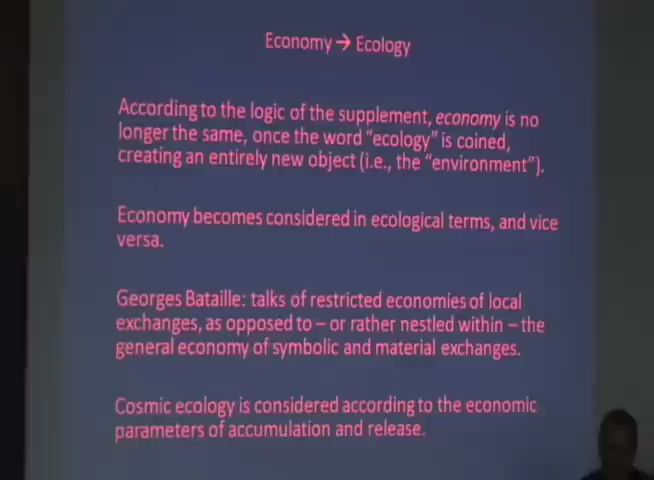 Economy → Ecology
According to the logic of the supplement, economy is no
longer the same, once the word “ecology” is coined,
creating an entirely new object (i.e., the “environment”).
Economy becomes considered in ecological terms, and vice
versa.
Georges Bataille: talks of restricted economies of local
exchanges, as opposed to – or rather nestled within – the
general economy of symbolic and material exchanges.
Cosmic ecology is considered according to the economic
parameters of accumulation and release.